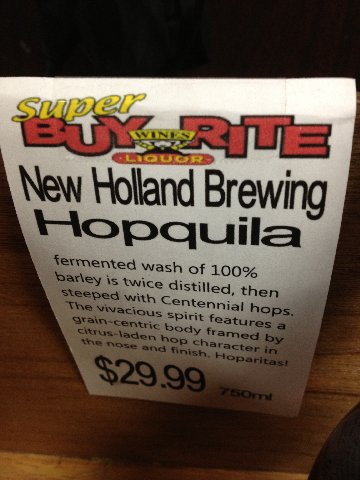 Super
BUY WINES RITE
LIQUOR
New Holland Brewing
Hopquila
fermented wash of 100%
barley is twice distilled, then
steeped with Centennial hops.
The vivacious spirit features a
grain-centric body framed by
citrus-laden hop character in
the nose and finish. Hoparitas!
$29.99 750ml